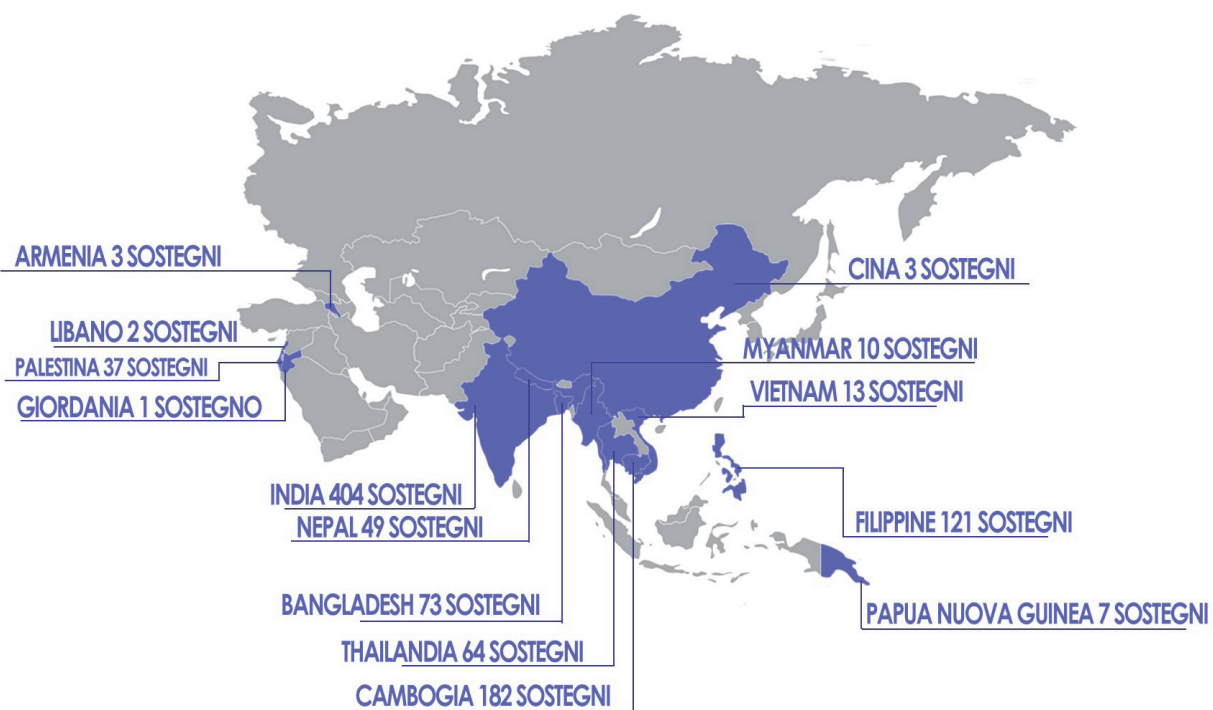 ARMENIA 3 SOSTEGNI
CINA 3 SOSTEGNI
LIBANO 2 SOSTEGNI
MYANMAR 10 SOSTEGNI
PALESTINA 37 SOSTEGNI
VIETNAM 13 SOSTEGNI
GIORDANIA 1 SOSTEGNO
INDIA 404 SOSTEGNI
NEPAL 49 SOSTEGNI
FILIPPINE 121 SOSTEGNI
BANGLADESH 73 SOSTEGNI
PAPUA NUOVA GUINEA 7 SOSTEGNI
THAILANDIA 64 SOSTEGNI
CAMBOGIA 182 SOSTEGNI